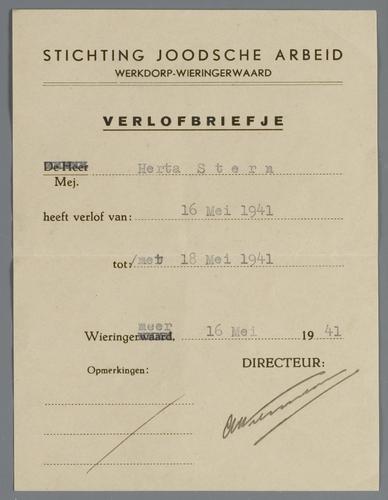 STICHTING JOODSCHE ARBEID
WERKDORP-WIERINGERWAARD
VERLOFBRIEFJE
De Heer Herta Stern
Mej.
heeft verlof van: 16 Mei 1941
tot: /met 18 Mei 1941
meer
Wieringerwaard, 16 Mei 1941
Opmerkingen: DIRECTEUR: